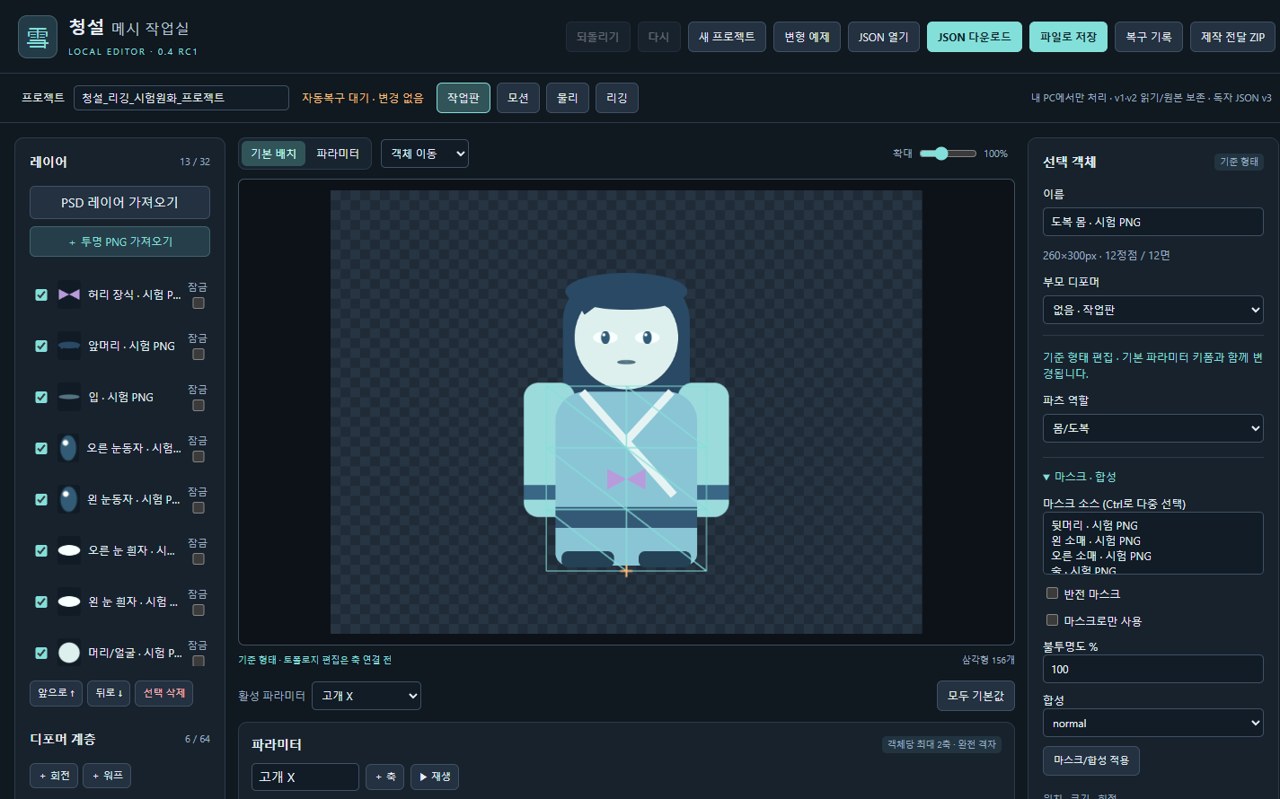 雪
청설 메시 작업실
LOCAL EDITOR · 0.4 RC1
되돌리기
다시
새 프로젝트
변형 예제
JSON 열기
JSON 다운로드
파일로 저장
복구 기록
제작 전달 ZIP
프로젝트
청설_리깅_시험원화_프로젝트
자동복구 대기 · 변경 없음
작업판
모션
물리
리깅
내 PC에서만 처리 · v1·v2 읽기/원본 보존 · 독자 JSON v3
레이어
13 / 32
PSD 레이어 가져오기
+ 투명 PNG 가져오기
허리 장식 · 시험 P...
잠금
앞머리 · 시험 PNG
잠금
입 · 시험 PNG
잠금
오른 눈동자 · 시험...
잠금
왼 눈동자 · 시험 P...
잠금
오른 눈 흰자 · 시...
잠금
왼 눈 흰자 · 시험 ...
잠금
머리/얼굴 · 시험 P...
잠금
앞으로 ↑
뒤로 ↓
선택 삭제
디포머 계층
6 / 64
+ 회전
+ 워프
기본 배치
파라미터
객체 이동
확대
100%
기준 형태 · 토폴로지 편집은 축 연결 전
삼각형 156개
활성 파라미터
고개 X
모두 기본값
파라미터
객체당 최대 2축 · 완전 격자
고개 X
+ 축
▶ 재생
선택 객체
기준 형태
이름
도복 몸 · 시험 PNG
260×300px · 12정점 / 12면
부모 디포머
없음 · 작업판
기준 형태 편집 · 기본 파라미터 키폼과 함께 변
경됩니다.
파츠 역할
몸/도복
▼ 마스크 · 합성
마스크 소스 (Ctrl로 다중 선택)
뒷머리 · 시험 PNG
왼 소매 · 시험 PNG
오른 소매 · 시험 PNG
반전 마스크
마스크로만 사용
불투명도 %
100
합성
normal
마스크/합성 적용